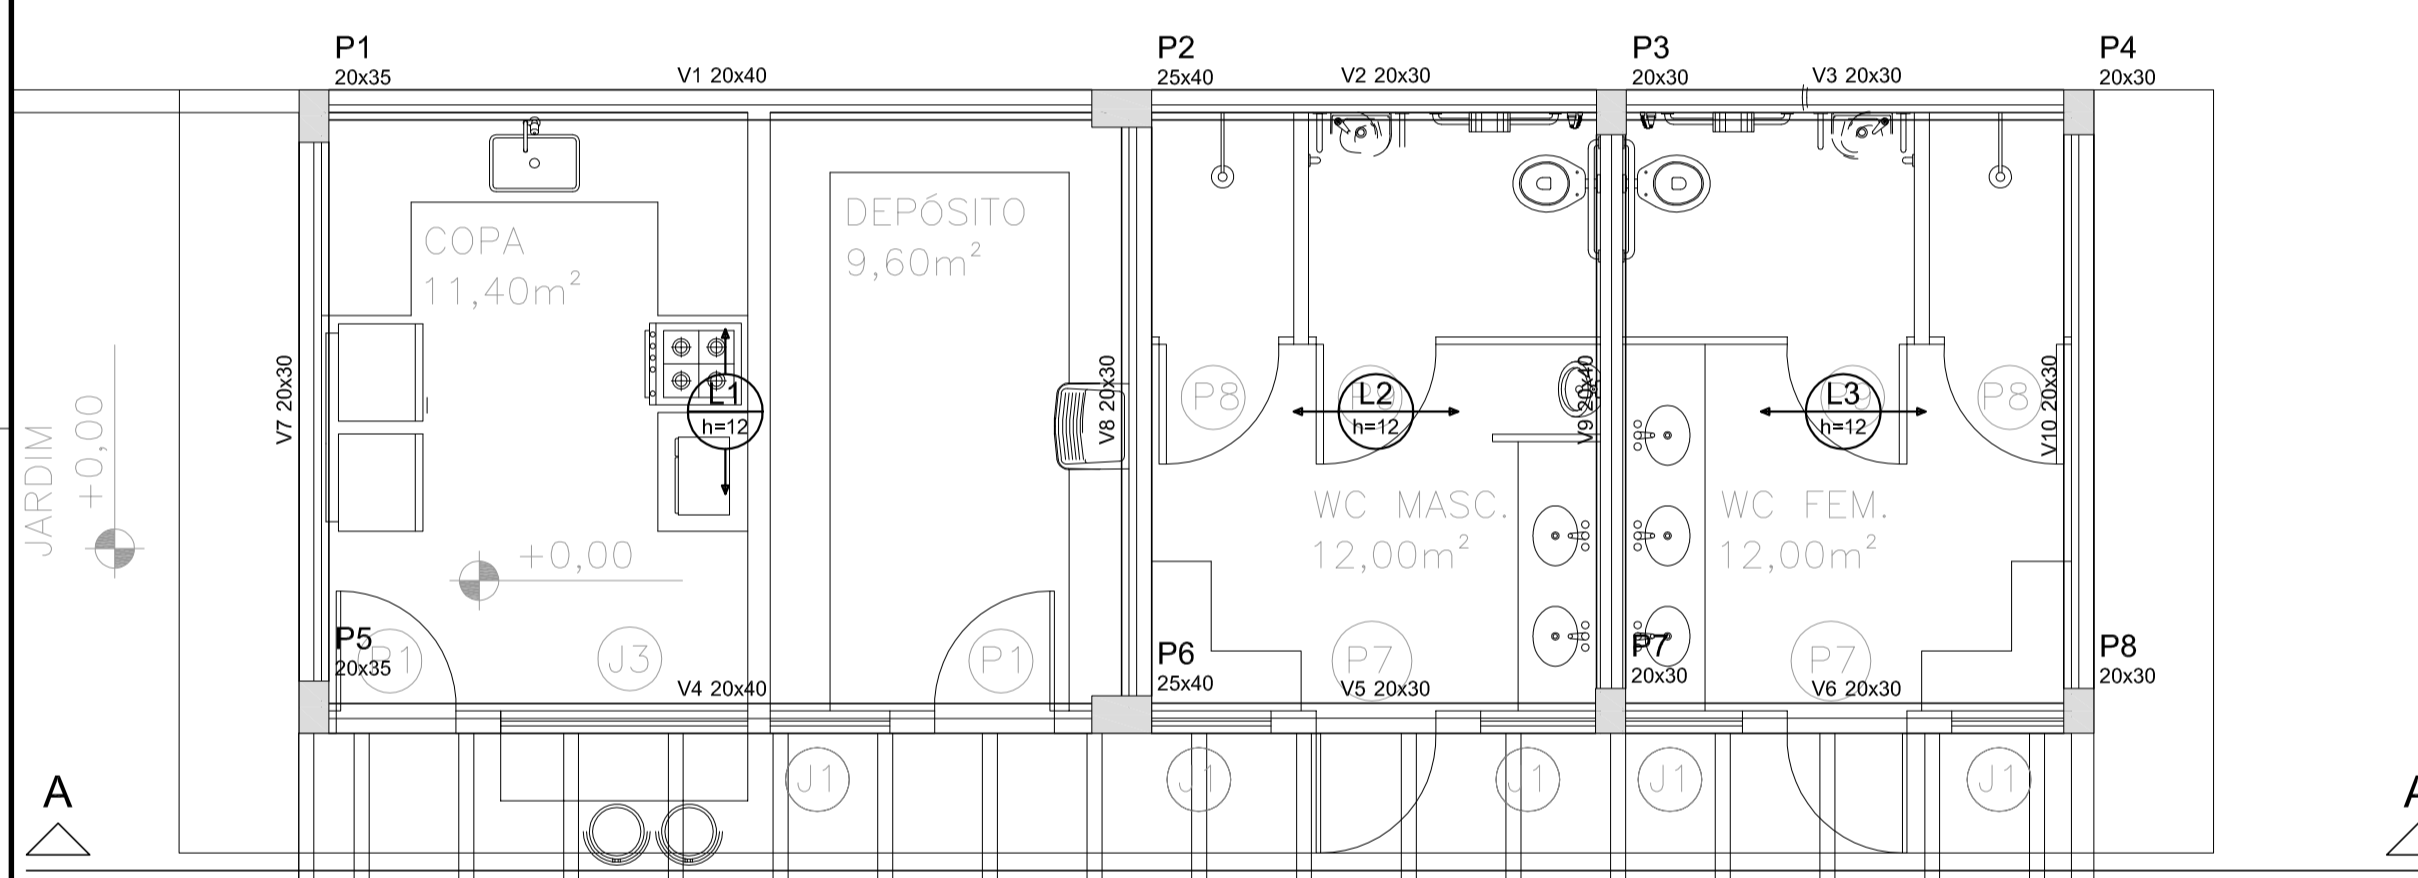 P1
20x35
V1 20x40
P2
25x40
V2 20x30
P3
20x30
V3 20x30
P4
20x30
COPA
11,40m²
DEPÓSITO
9,60m²
V7 20x30
L1
h=12
V8 20x30
P8
L2
P9
h=12
V9 20x40
L3
P9
h=12
P8
V10 20x30
JARDIM
+0,00
+0,00
WC MASC.
12,00m²
WC FEM.
12,00m²
P5
20x35
P1
J3
V4 20x40
P1
P6
25x40
P7
V5 20x30
P7
20x30
P7
V6 20x30
P8
20x30
A
J1
J1
J1
J1
J1
A